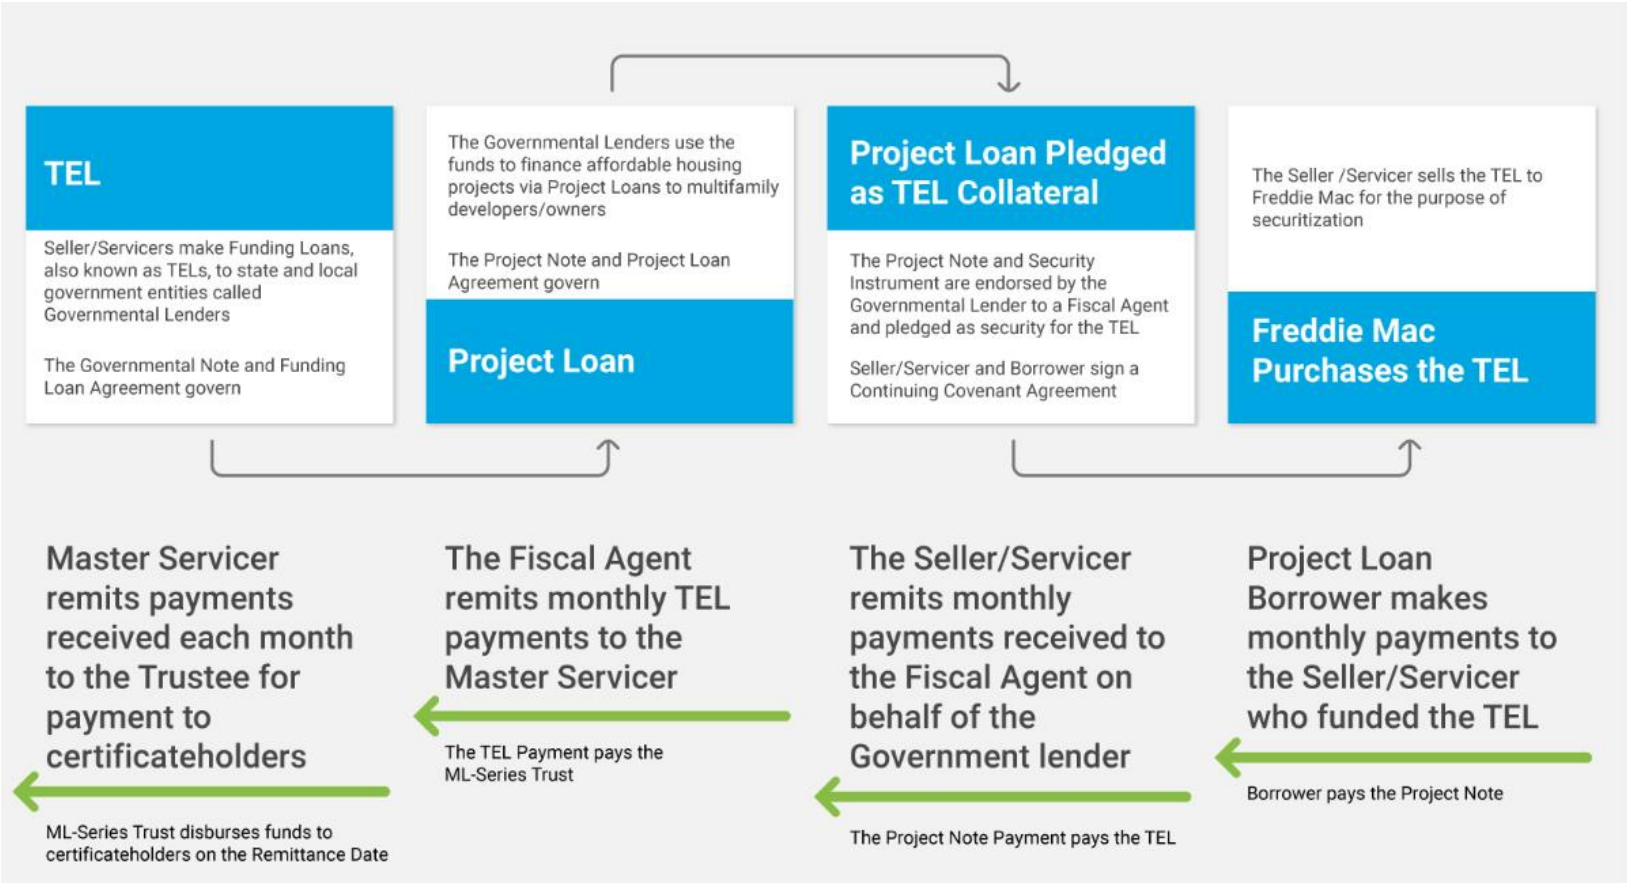 TEL
Seller/Servicers make Funding Loans,
also known as TELs, to state and local
government entities called
Governmental Lenders
The Governmental Note and Funding
Loan Agreement govern
The Governmental Lenders use the
funds to finance affordable housing
projects via Project Loans to multifamily
developers/owners
The Project Note and Project Loan
Agreement govern
Project Loan
Project Loan Pledged
as TEL Collateral
The Project Note and Security
Instrument are endorsed by the
Governmental Lender to a Fiscal Agent
and pledged as security for the TEL
Seller/Servicer and Borrower sign a
Continuing Covenant Agreement
The Seller /Servicer sells the TEL to
Freddie Mac for the purpose of
securitization
Freddie Mac
Purchases the TEL
Master Servicer
remits payments
received each month
to the Trustee for
payment to
certificateholders
ML-Series Trust disburses funds to
certificateholders on the Remittance Date
The Fiscal Agent
remits monthly TEL
payments to the
Master Servicer
The TEL Payment pays the
ML-Series Trust
The Seller/Servicer
remits monthly
payments received to
the Fiscal Agent on
behalf of the
Government lender
The Project Note Payment pays the TEL
Project Loan
Borrower makes
monthly payments to
the Seller/Servicer
who funded the TEL
Borrower pays the Project Note